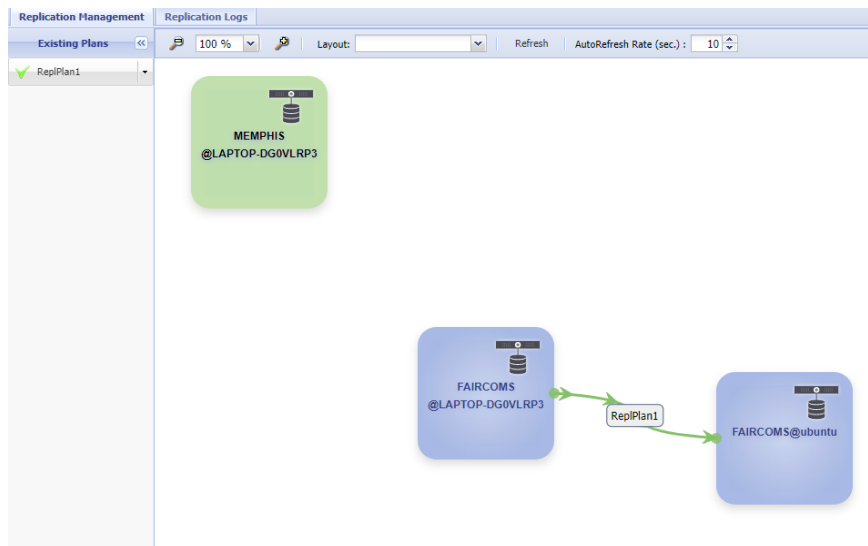 Replication Management
Replication Logs
Existing Plans
100 %
Layout:
Refresh
AutoRefresh Rate (sec.) :
10
ReplPlan1
MEMPHIS
@LAPTOP-DG0VLRP3
FAIRCOMS
@LAPTOP-DG0VLRP3
ReplPlan1
FAIRCOMS@ubuntu